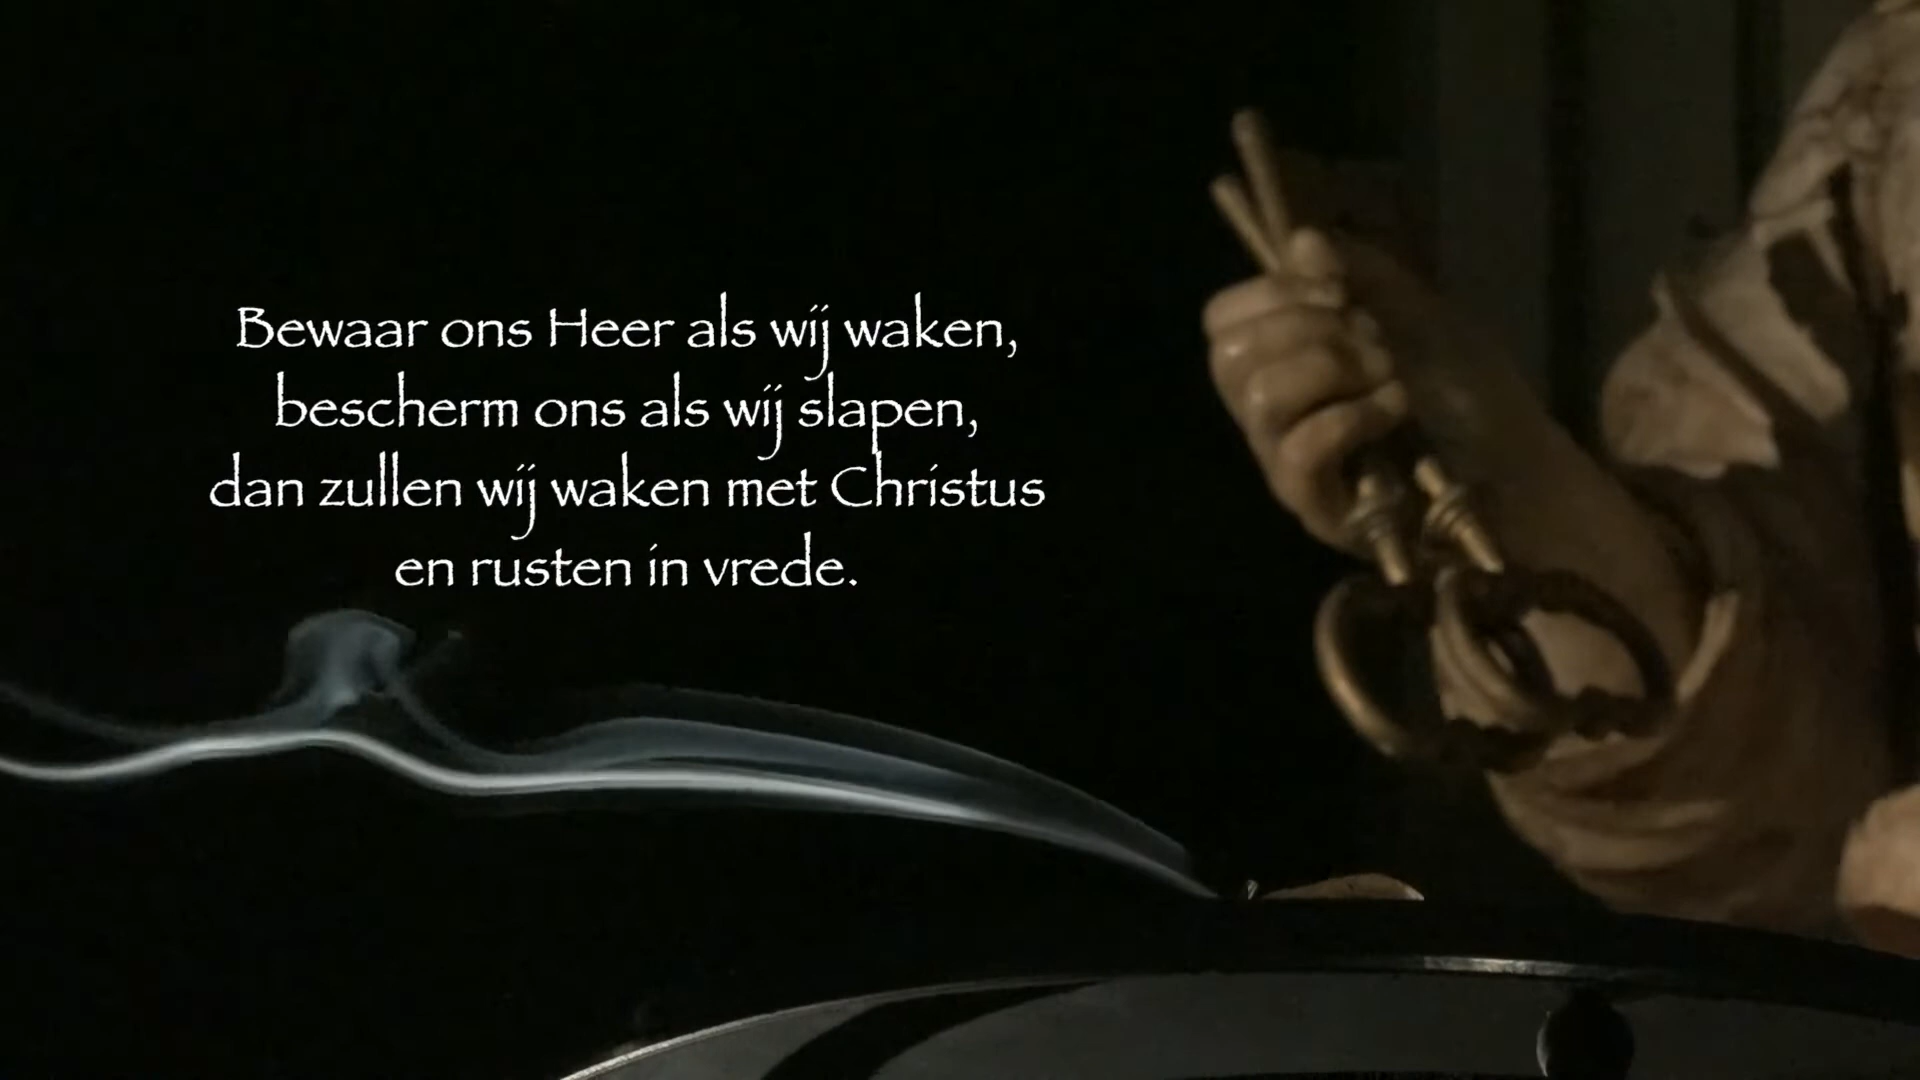 Bewaar ons Heer als wij waken,
bescherm ons als wij slapen,
dan zullen wij waken met Christus
en rusten in vrede.